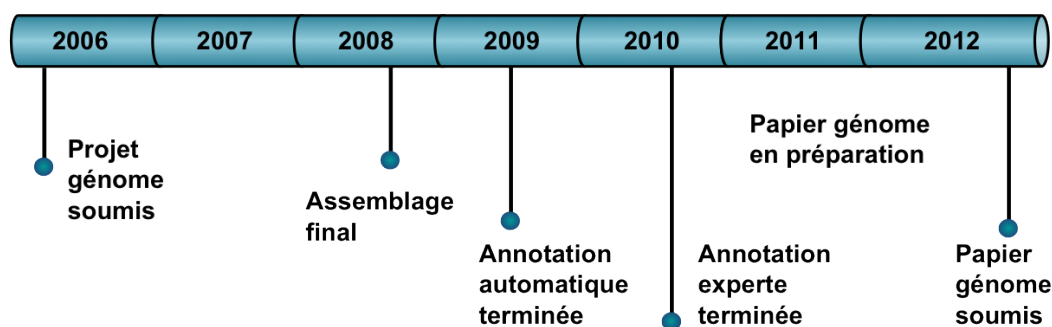 2006 2007 2008 2009 2010 2011 2012
Projet
génome
soumis
Assemblage
final
Annotation
automatique
terminée
Annotation
experte
terminée
Papier génome
en préparation
Papier
génome
soumis